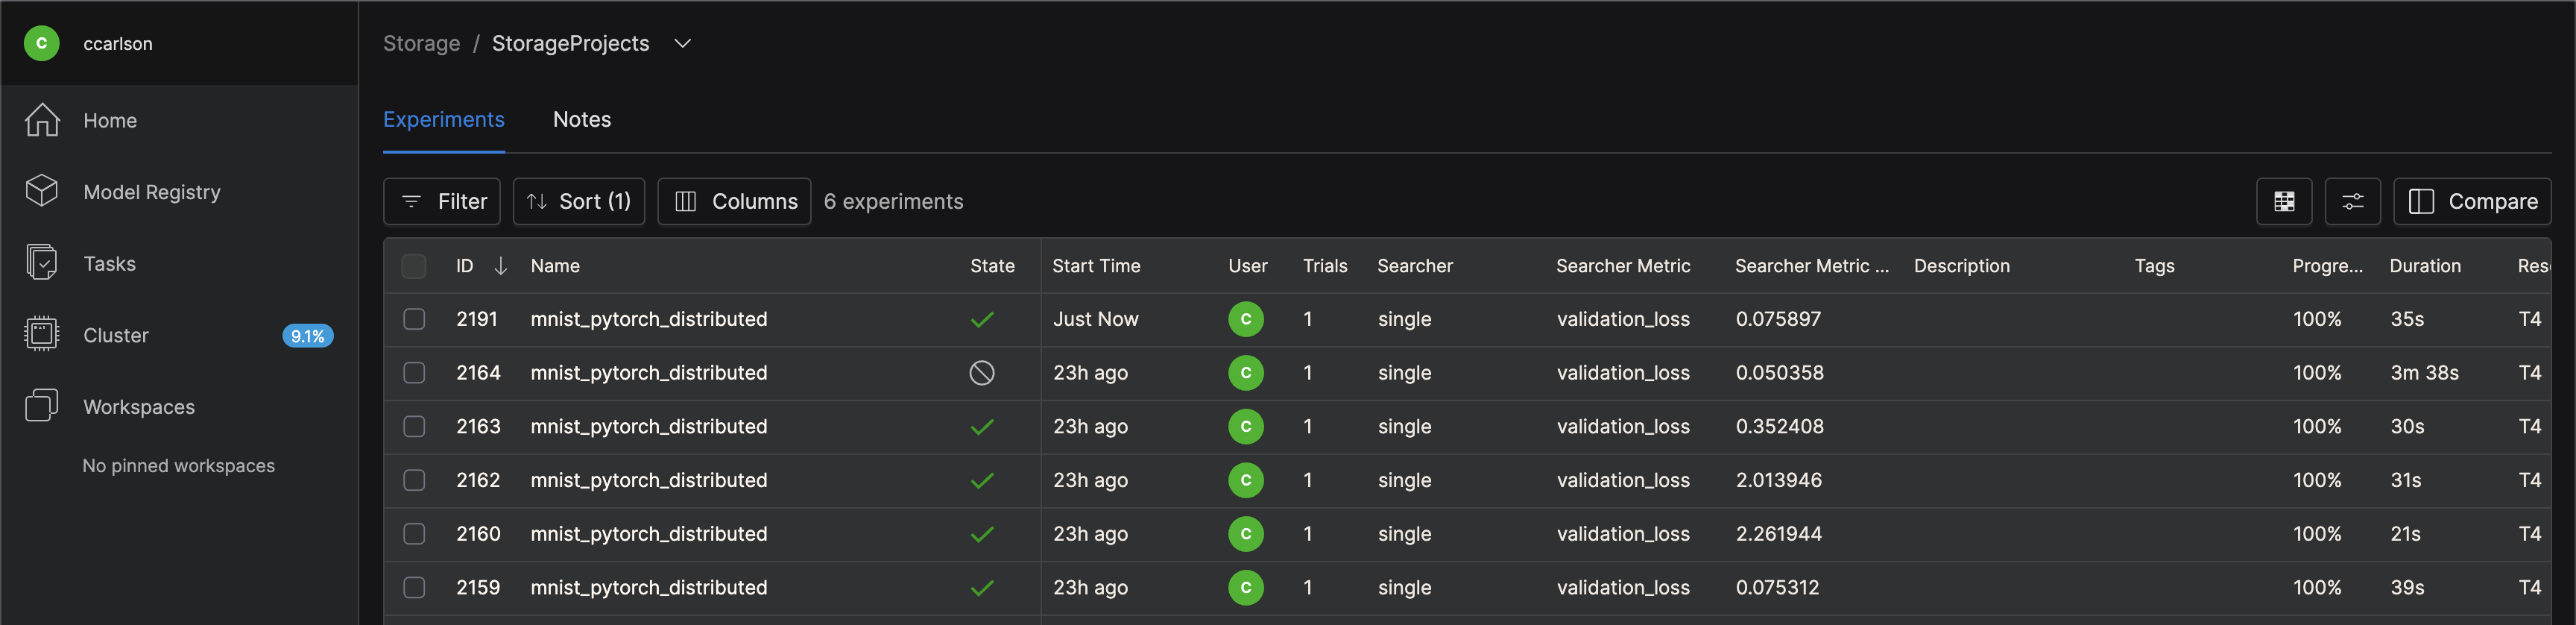 C ccarlson
Storage / StorageProjects
Home
Model Registry
Tasks
Cluster 9.1%
Workspaces
No pinned workspaces
Experiments Notes
Filter Sort (1) Columns 6 experiments Compare
ID Name State Start Time User Trials Searcher Searcher Metric Searcher Metric ... Description Tags Progre... Duration Res
2191 mnist_pytorch_distributed Just Now C 1 single validation_loss 0.075897 100% 35s T4
2164 mnist_pytorch_distributed 23h ago C 1 single validation_loss 0.050358 100% 3m 38s T4
2163 mnist_pytorch_distributed 23h ago C 1 single validation_loss 0.352408 100% 30s T4
2162 mnist_pytorch_distributed 23h ago C 1 single validation_loss 2.013946 100% 31s T4
2160 mnist_pytorch_distributed 23h ago C 1 single validation_loss 2.261944 100% 21s T4
2159 mnist_pytorch_distributed 23h ago C 1 single validation_loss 0.075312 100% 39s T4